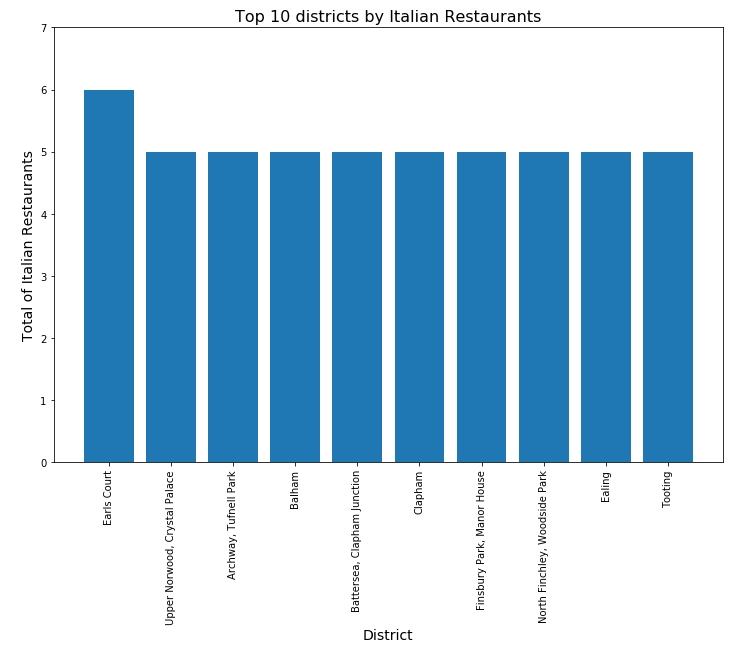 Top 10 districts by Italian Restaurants
Total of Italian Restaurants
7
6
5
4
3
2
1
0
Earls Court
Upper Norwood, Crystal Palace
Archway, Tufnell Park
Balham
Battersea, Clapham Junction
Clapham
Finsbury Park, Manor House
North Finchley, Woodside Park
Ealing
Tooting
District